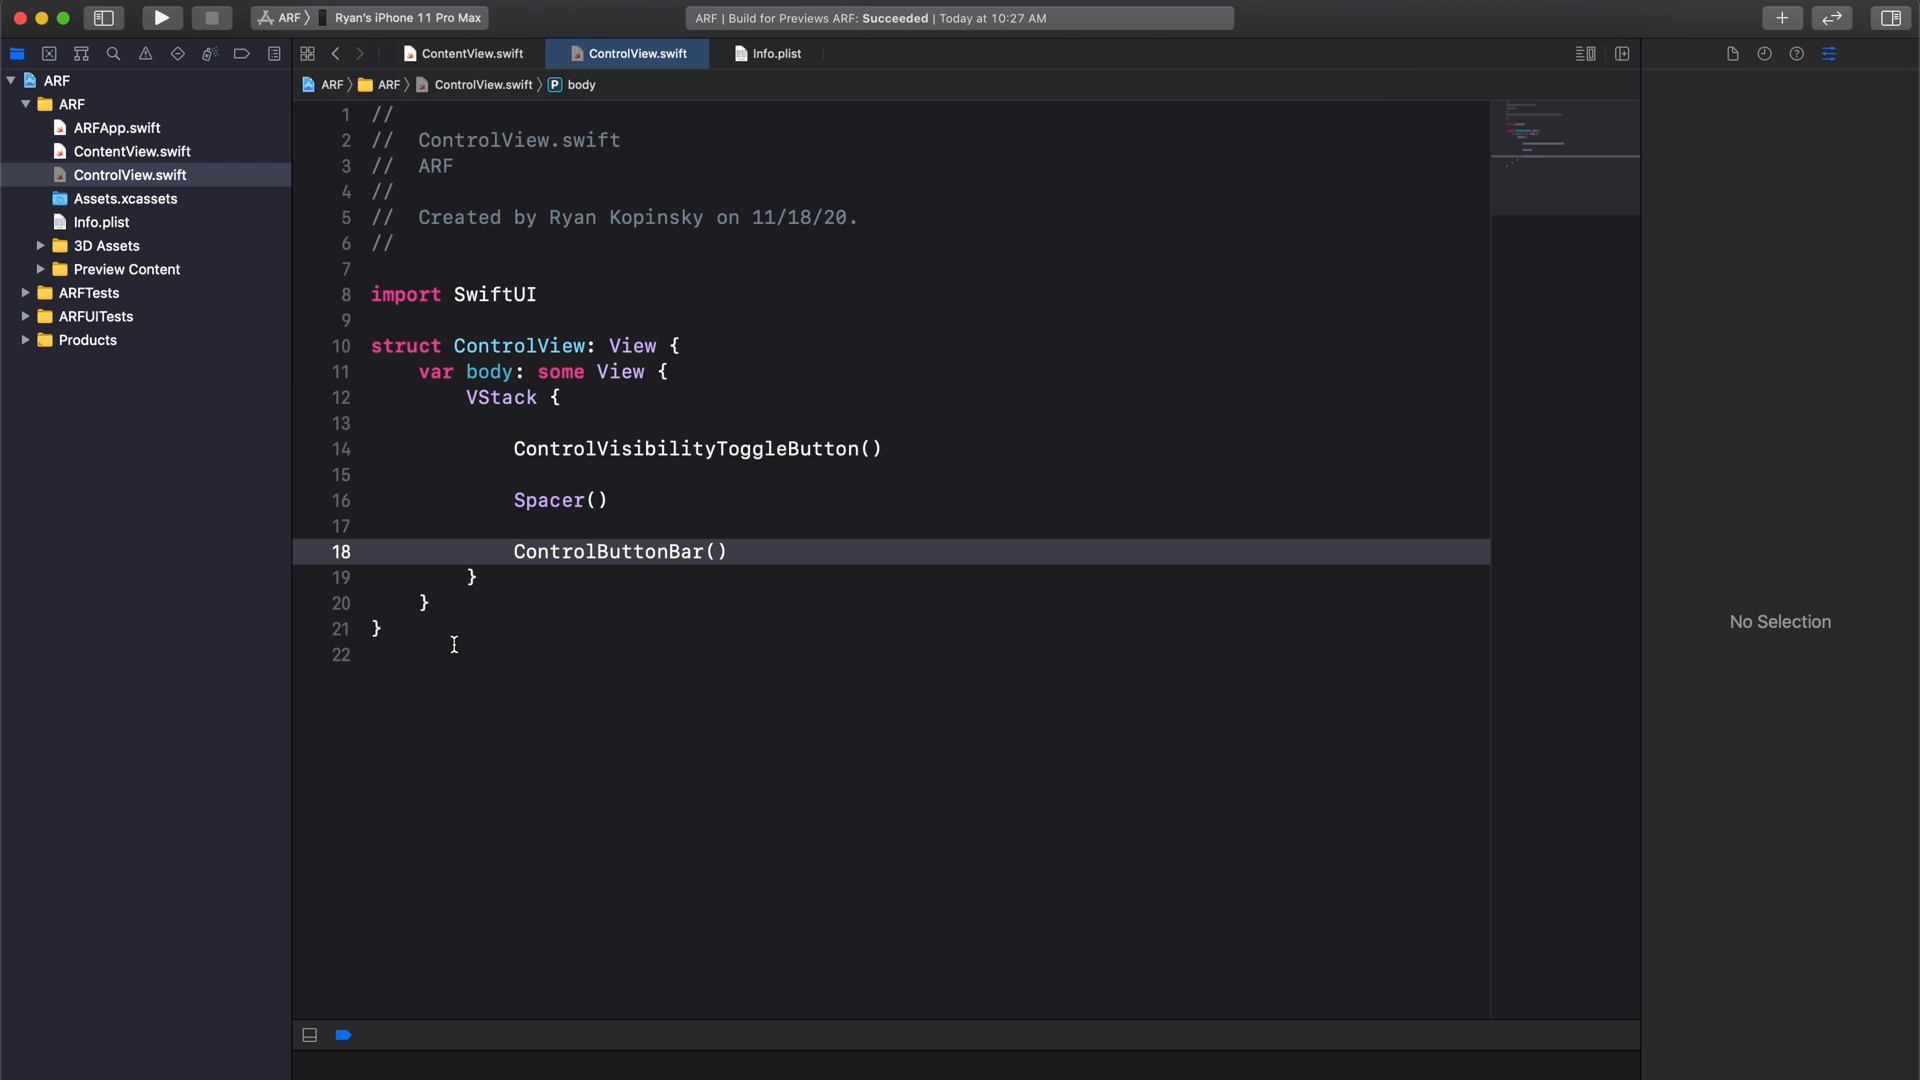 ARF
Ryan's iPhone 11 Pro Max
ARF | Build for Previews ARF: Succeeded | Today at 10:27 AM
ContentView.swift
ControlView.swift
Info.plist
ARF
ARF
ControlView.swift
P body
ARF
ARF
ARFApp.swift
ContentView.swift
ControlView.swift
Assets.xcassets
Info.plist
3D Assets
Preview Content
ARFTests
ARFUITests
Products
1 //
2 // ControlView.swift
3 // ARF
4 //
5 // Created by Ryan Kopinsky on 11/18/20.
6 //
7
8 import SwiftUI
9
10 struct ControlView: View {
11 var body: some View {
12 VStack {
13
14 ControlVisibilityToggleButton()
15
16 Spacer()
17
18 ControlButtonBar()
19 }
20 }
21 }
22
No Selection